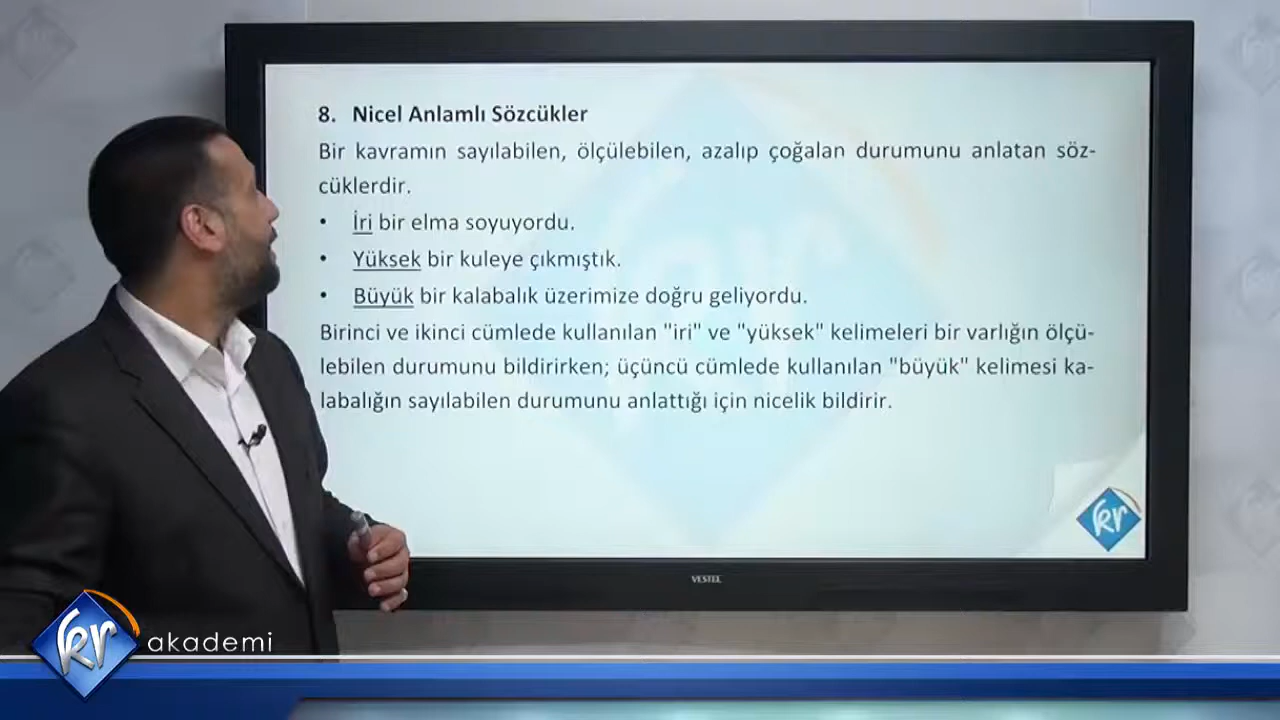 8. Nicel Anlamlı Sözcükler
Bir kavramın sayılabilen, ölçülebilen, azalıp çoğalan durumunu anlatan söz-
cüklerdir.
• İri bir elma soyuyordu.
• Yüksek bir kuleye çıkmıştık.
• Büyük bir kalabalık üzerimize doğru geliyordu.
Birinci ve ikinci cümlede kullanılan "iri" ve "yüksek" kelimeleri bir varlığın ölçü-
lebilen durumunu bildirirken; üçüncü cümlede kullanılan "büyük" kelimesi ka-
labalığın sayılabilen durumunu anlattığı için nicelik bildirir.
kr
VESTEL
kr akademi